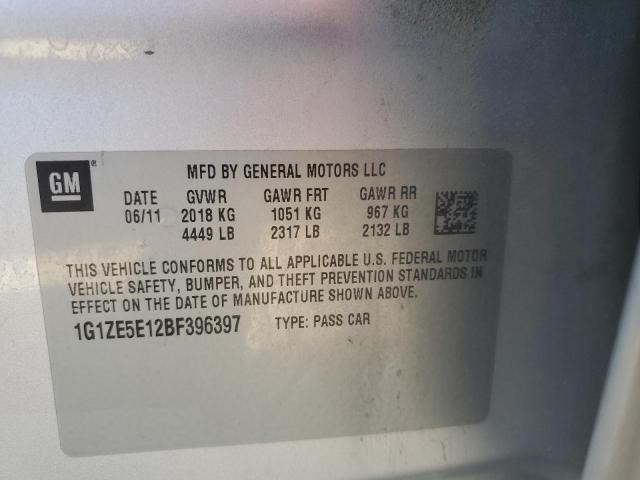 GM
MFD BY GENERAL MOTORS LLC
DATE GVWR GAWR FRT GAWR RR
06/11 2018 KG 1051 KG 967 KG
4449 LB 2317 LB 2132 LB
THIS VEHICLE CONFORMS TO ALL APPLICABLE U.S. FEDERAL MOTOR
VEHICLE SAFETY, BUMPER, AND THEFT PREVENTION STANDARDS IN
EFFECT ON THE DATE OF MANUFACTURE SHOWN ABOVE.
1G1ZE5E12BF396397 TYPE: PASS CAR